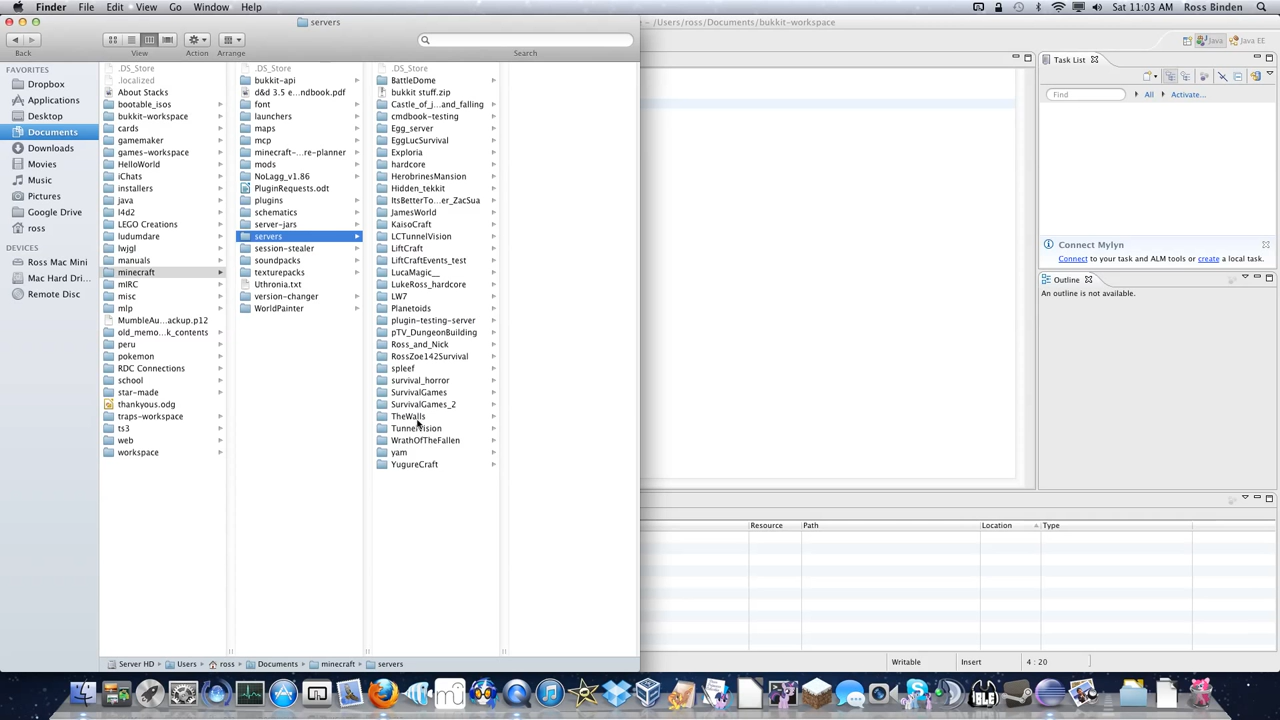 Finder File Edit View Go Window Help Sat 11:03 AM Ross Binden
servers
/Users/ross/Documents/bukkit-workspace
Back View Action Arrange Search
Java Java EE
FAVORITES
Dropbox
Applications
Desktop
Documents
Downloads
Movies
Music
Pictures
Google Drive
ross
DEVICES
Ross Mac Mini
Mac Hard Dri...
Remote Disc
.DS_Store
.localized
About Stacks
bootable_isos
bukkit-workspace
cards
gamemaker
games-workspace
HelloWorld
iChats
installers
java
l4d2
LEGO Creations
ludumdare
lwjgl
manuals
minecraft
mIRC
misc
mlp
MumbleAu...ackup.p12
old_memo...k_contents
peru
pokemon
RDC Connections
school
star-made
thankyous.odg
traps-workspace
ts3
web
workspace
.DS_Store
bukkit-api
d&d 3.5 e...ndbook.pdf
font
launchers
maps
mcp
minecraft-...re-planner
mods
NoLagg_v1.86
PluginRequests.odt
plugins
schematics
server-jars
servers
session-stealer
soundpacks
texturepacks
Uthronia.txt
version-changer
WorldPainter
.DS_Store
BattleDome
bukkit stuff.zip
Castle_of_j...and_falling
cmdbook-testing
Egg_server
EggLucSurvival
Exploria
hardcore
HerobrinesMansion
Hidden_tekkit
ItsBetterTo...er_ZacSua
JamesWorld
KaisoCraft
LCTunnelVision
LiftCraft
LiftCraftEvents_test
LucaMagic__
LukeRoss_hardcore
LW7
Planetoids
plugin-testing-server
pTV_DungeonBuilding
Ross_and_Nick
RossZoe142Survival
spleef
survival_horror
SurvivalGames
SurvivalGames_2
TheWalls
TunnelVision
WrathOfTheFallen
yam
YugureCraft
Server HD Users ross Documents minecraft servers
Task List
Find All Activate...
Connect Mylyn
Connect to your task and ALM tools or create a local task.
Outline
An outline is not available.
Resource Path Location Type
Writable Insert 4 : 20